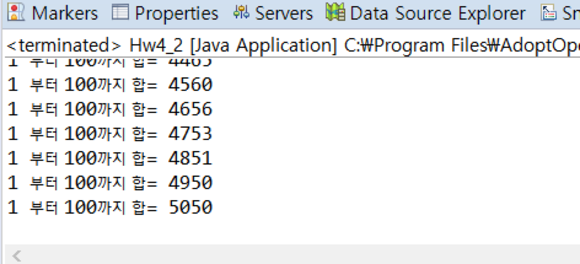 Markers Properties Servers Data Source Explorer Sn
<terminated> Hw4_2 [Java Application] C:₩Program Files₩AdoptOpe
1 부터 100까지 합= 4465
1 부터 100까지 합= 4560
1 부터 100까지 합= 4656
1 부터 100까지 합= 4753
1 부터 100까지 합= 4851
1 부터 100까지 합= 4950
1 부터 100까지 합= 5050